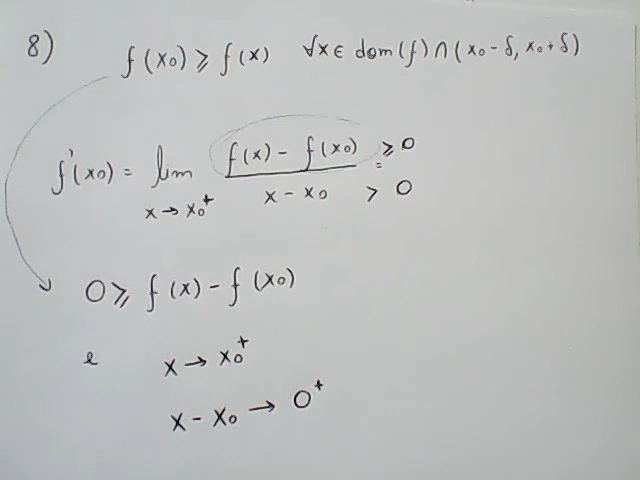 8) f(x₀) ⩾ f(x) ∀x ∈ dom(f) ∩ (x₀ - δ, x₀ + δ)
f'(x₀) = lim x → x₀⁺ (f(x) - f(x₀)) / (x - x₀) ⩾ 0 > 0
0 ⩾ f(x) - f(x₀)
e x → x₀⁺
x - x₀ → 0⁺